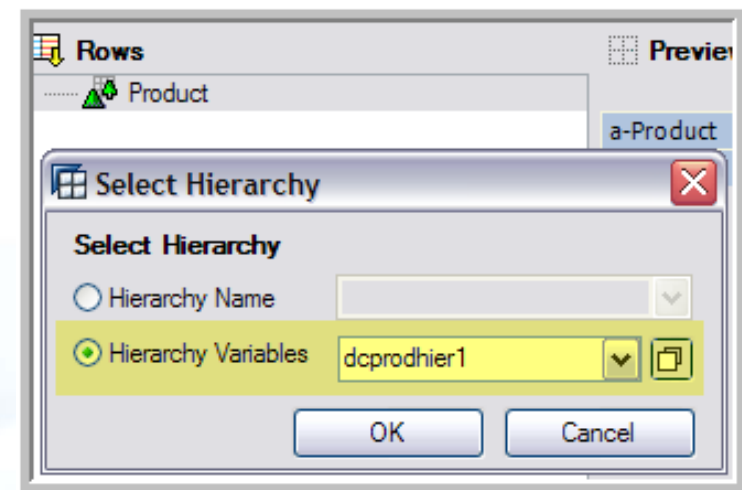 Rows
Previe
Product
a-Product
Select Hierarchy
Select Hierarchy
Hierarchy Name
Hierarchy Variables
dcprodhier1
OK
Cancel